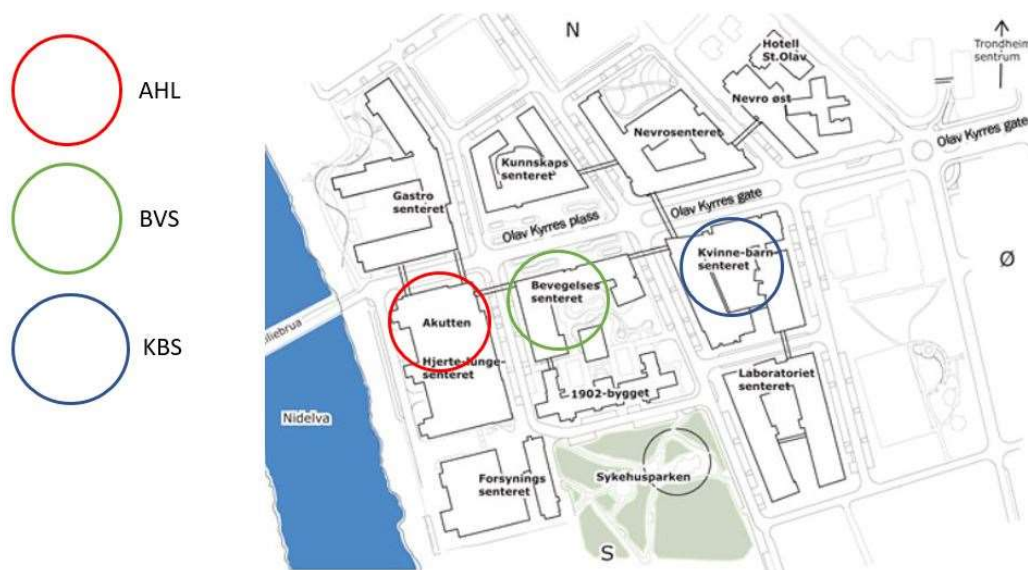 AHL
BVS
KBS
N
Hotell
St.Olav
Trondheim
sentrum
Nevro øst
Nevrosenteret
Olav Kyrres gate
Kunnskaps
senteret
Gastro
senteret
Olav Kyrres plass
Olav Kyrres gate
Kvinne-barn-
senteret
Ø
Bevegelses
senteret
Akutten
Hjerte-lunge-
senteret
Laboratoriet
senteret
1902-bygget
Nidelva
Forsynings
senteret
Sykehusparken
S